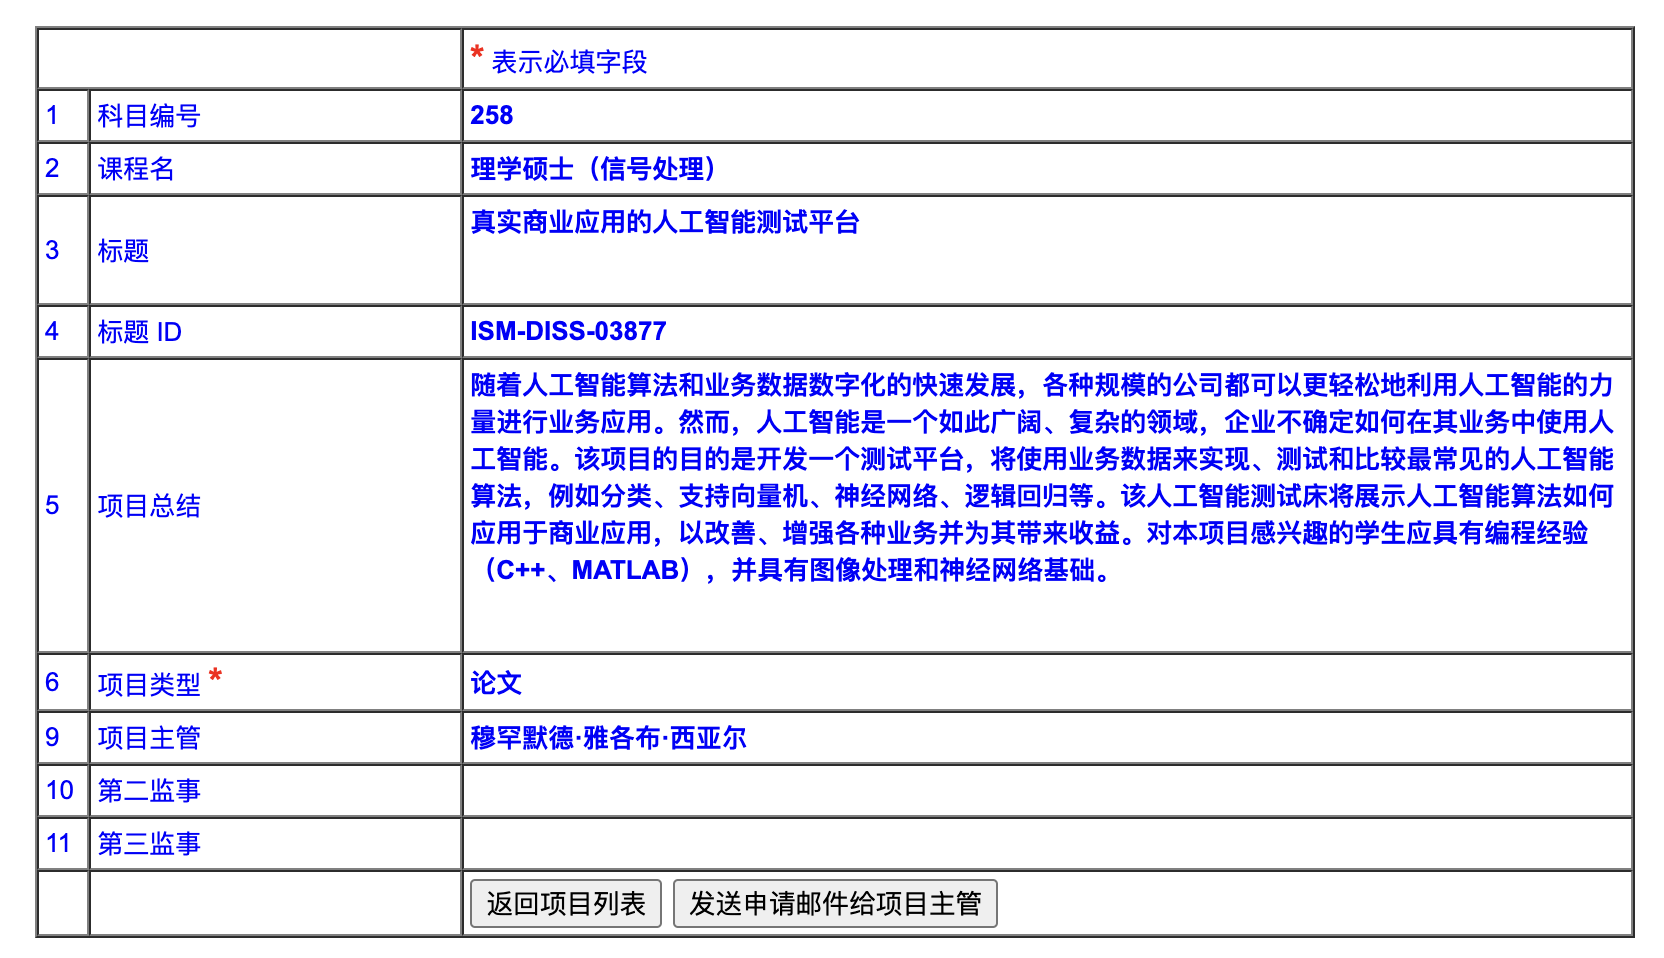 * 表示必填字段
1 科目编号 258
2 课程名 理学硕士（信号处理）
3 标题 真实商业应用的人工智能测试平台
4 标题 ID ISM-DISS-03877
5 项目总结 随着人工智能算法和业务数据数字化的快速发展，各种规模的公司都可以更轻松地利用人工智能的力
量进行业务应用。然而，人工智能是一个如此广阔、复杂的领域，企业不确定如何在其业务中使用人
工智能。该项目的目的是开发一个测试平台，将使用业务数据来实现、测试和比较最常见的人工智能
算法，例如分类、支持向量机、神经网络、逻辑回归等。该人工智能测试床将展示人工智能算法如何
应用于商业应用，以改善、增强各种业务并为其带来收益。对本项目感兴趣的学生应具有编程经验
（C++、MATLAB），并具有图像处理和神经网络基础。
6 项目类型 * 论文
9 项目主管 穆罕默德·雅各布·西亚尔
10 第二监事
11 第三监事
返回项目列表 发送申请邮件给项目主管